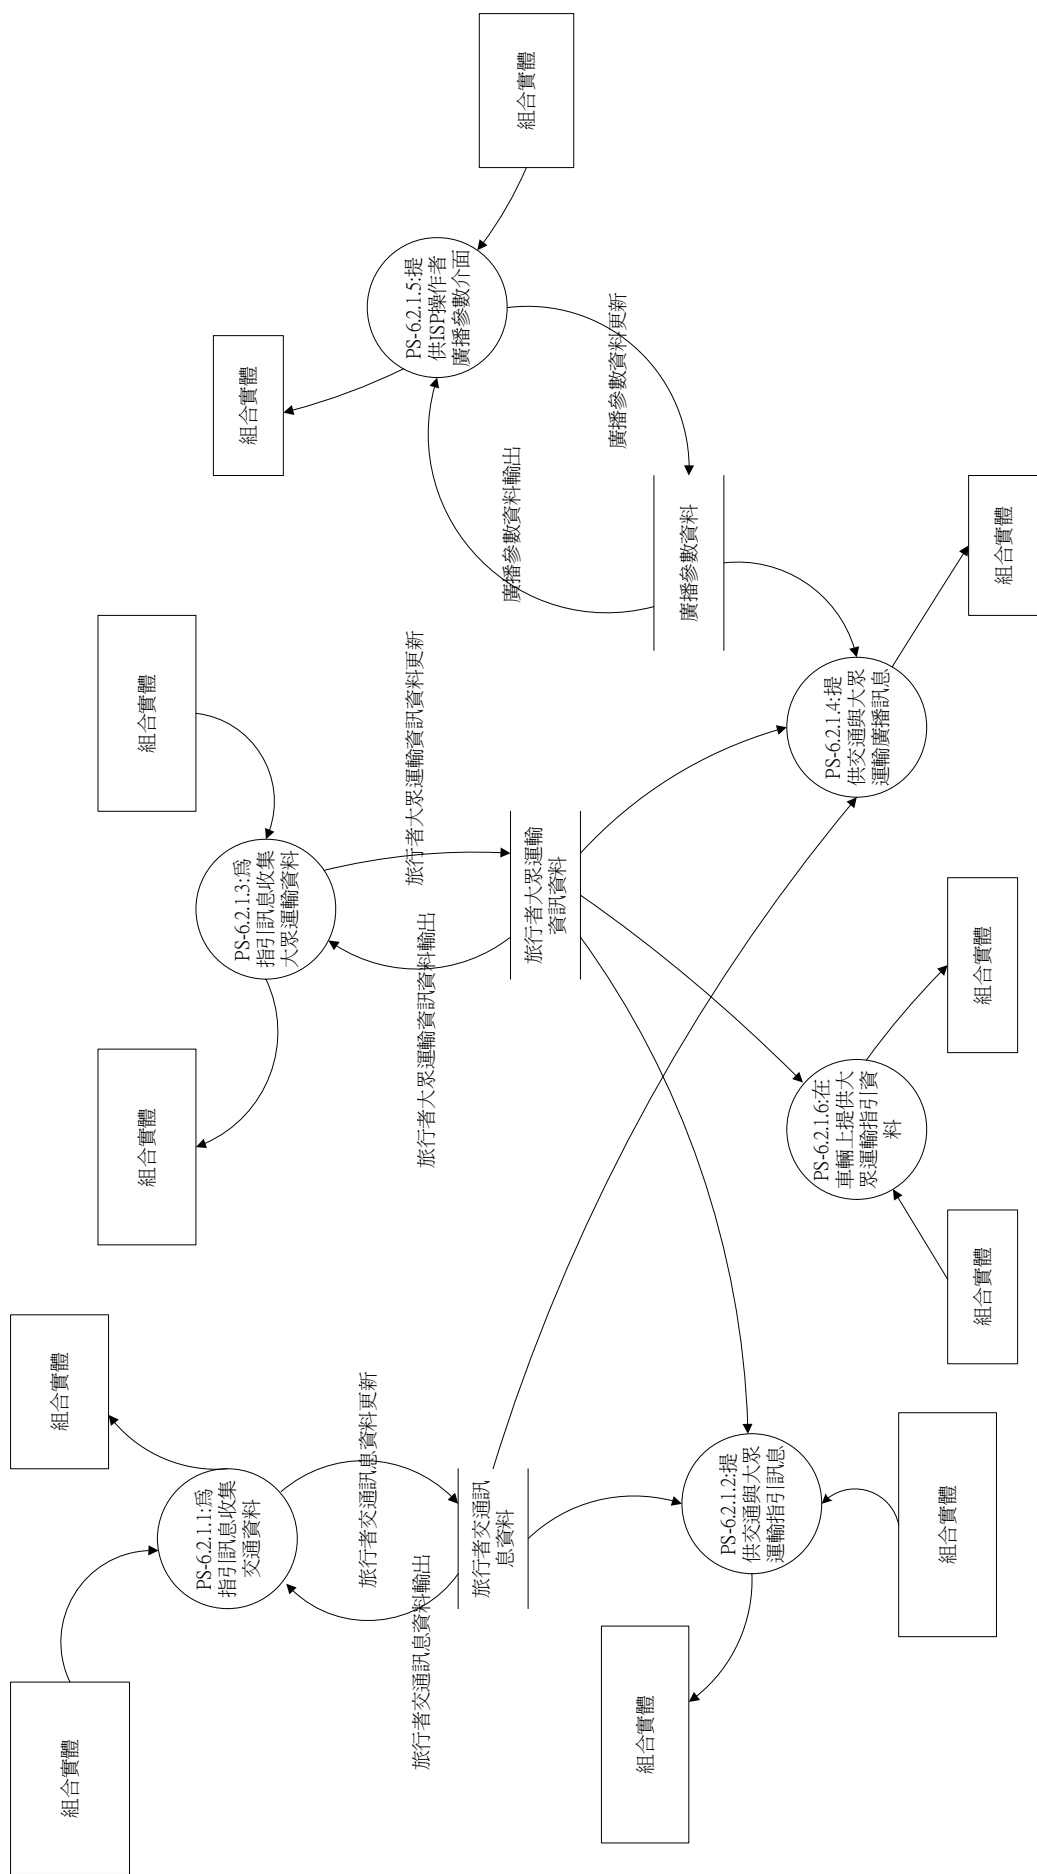 組合實體
組合實體
PS-6.2.1.1:為
指引訊息收集
交通資料
旅行者交通訊息資料更新
旅行者交通訊息資料輸出
旅行者交通訊
息資料
組合實體
PS-6.2.1.2:提
供交通與大眾
運輸指引訊息
組合實體
組合實體
組合實體
PS-6.2.1.3:為
指引訊息收集
大眾運輸資料
旅行者大眾運輸資訊資料更新
旅行者大眾運輸資訊資料輸出
旅行者大眾運輸
資訊資料
PS-6.2.1.6:在
車輛上提供大
眾運輸指引資
料
組合實體
組合實體
組合實體
組合實體
PS-6.2.1.5:提
供ISP操作者
廣播參數介面
廣播參數資料更新
廣播參數資料輸出
廣播參數資料
PS-6.2.1.4:提
供交通與大眾
運輸廣播訊息
組合實體